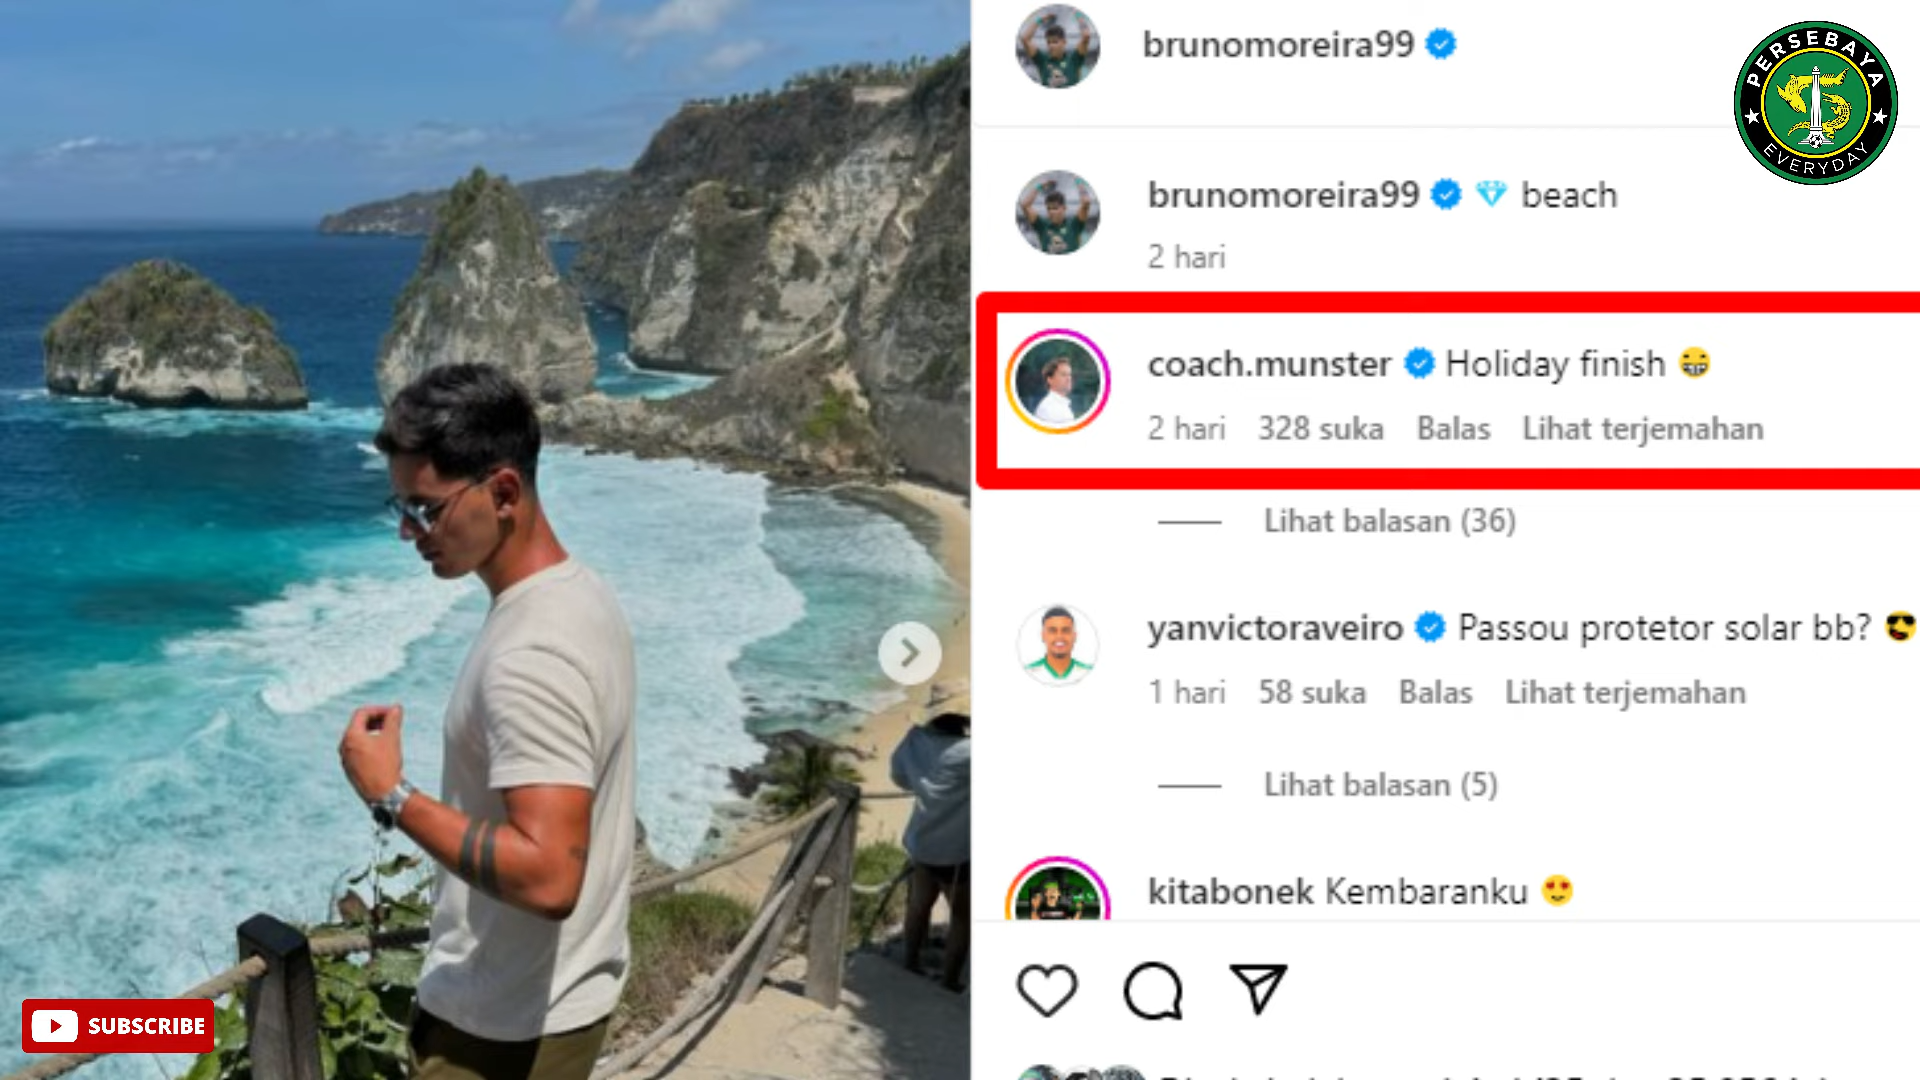 brunomoreira99
PERSEBAYA
EVERYDAY
brunomoreira99 beach
2 hari
coach.munster Holiday finish 😁
2 hari 328 suka Balas Lihat terjemahan
Lihat balasan (36)
yanvictoraveiro Passou protetor solar bb? 😎
1 hari 58 suka Balas Lihat terjemahan
Lihat balasan (5)
kitabonek Kembaranku 😍
SUBSCRIBE